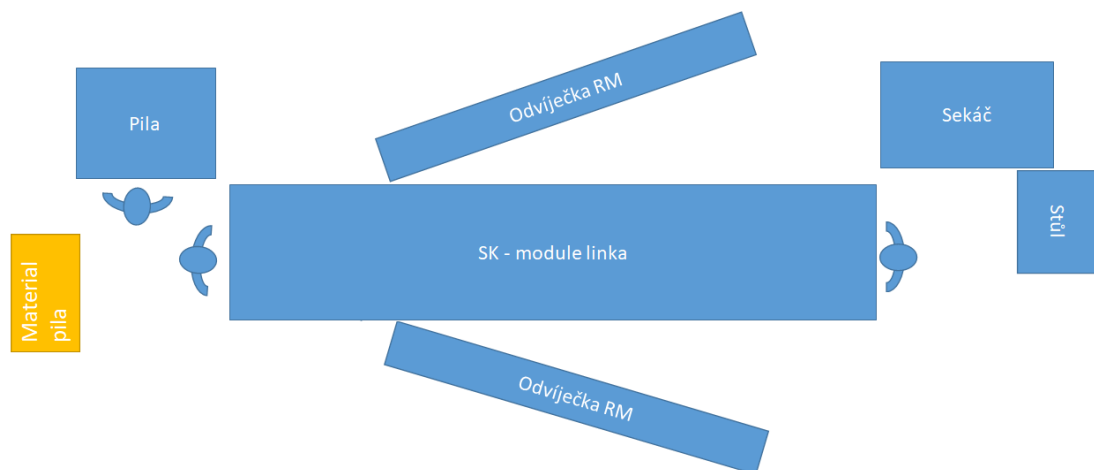 Odvíječka RM
Pila
Sekáč
Stůl
SK - module linka
Material
pila
Odvíječka RM